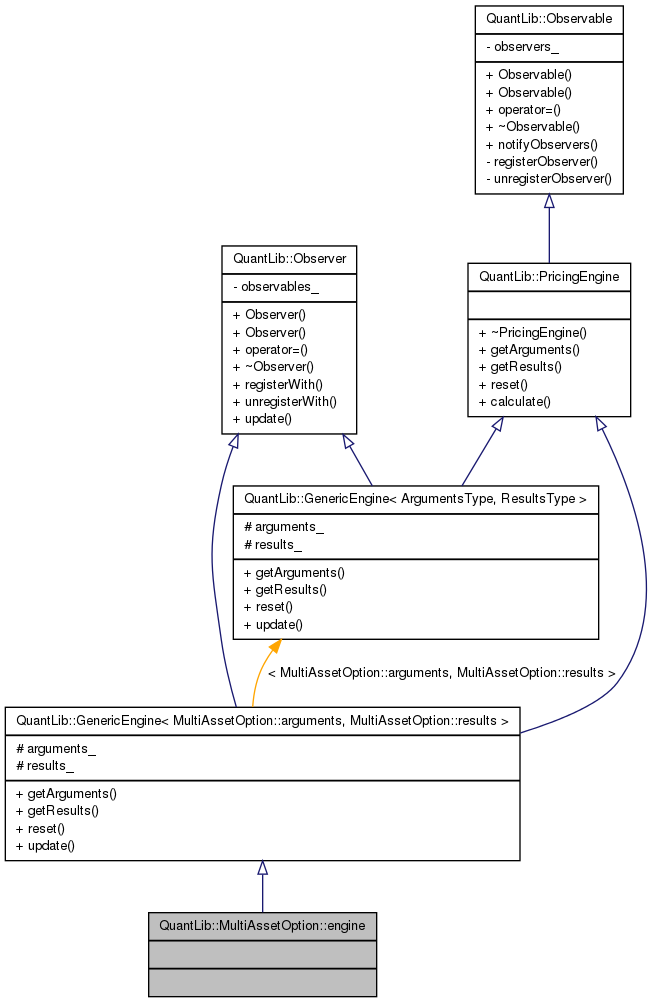 QuantLib::Observable
- observers_
+ Observable()
+ Observable()
+ operator=()
+ ~Observable()
+ notifyObservers()
- registerObserver()
- unregisterObserver()
QuantLib::Observer
- observables_
+ Observer()
+ Observer()
+ operator=()
+ ~Observer()
+ registerWith()
+ unregisterWith()
+ update()
QuantLib::PricingEngine
+ ~PricingEngine()
+ getArguments()
+ getResults()
+ reset()
+ calculate()
QuantLib::GenericEngine< ArgumentsType, ResultsType >
# arguments_
# results_
+ getArguments()
+ getResults()
+ reset()
+ update()
< MultiAssetOption::arguments, MultiAssetOption::results >
QuantLib::GenericEngine< MultiAssetOption::arguments, MultiAssetOption::results >
# arguments_
# results_
+ getArguments()
+ getResults()
+ reset()
+ update()
QuantLib::MultiAssetOption::engine